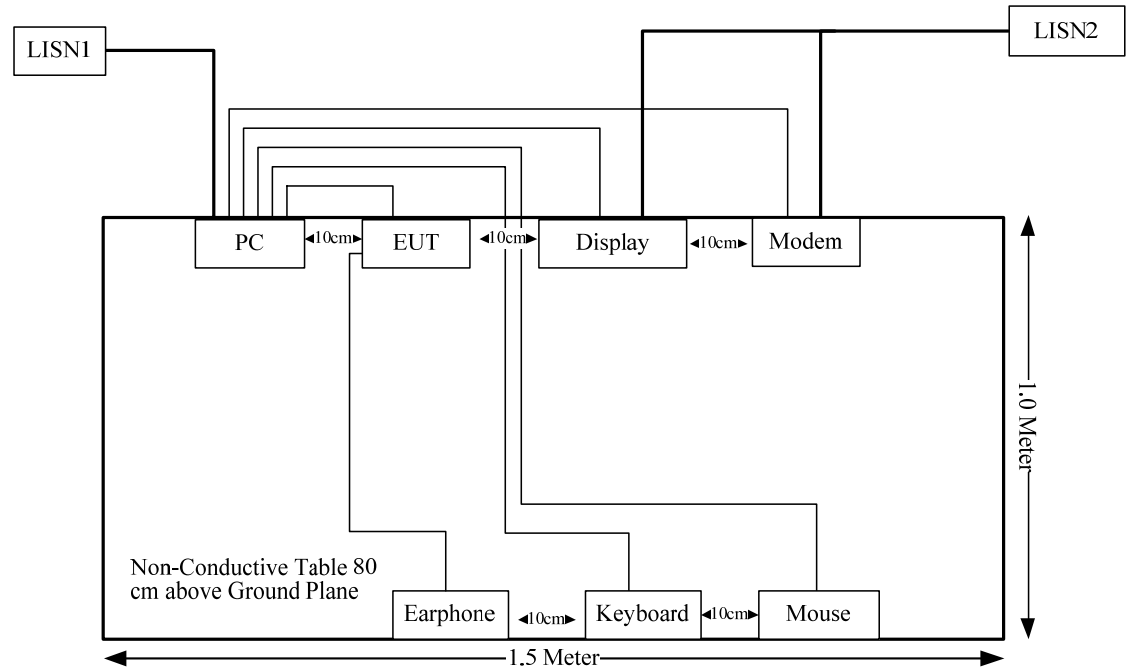 LISN1
LISN2
PC
10cm
EUT
10cm
Display
10cm
Modem
1.0 Meter
Non-Conductive Table 80
cm above Ground Plane
Earphone
10cm
Keyboard
10cm
Mouse
1.5 Meter